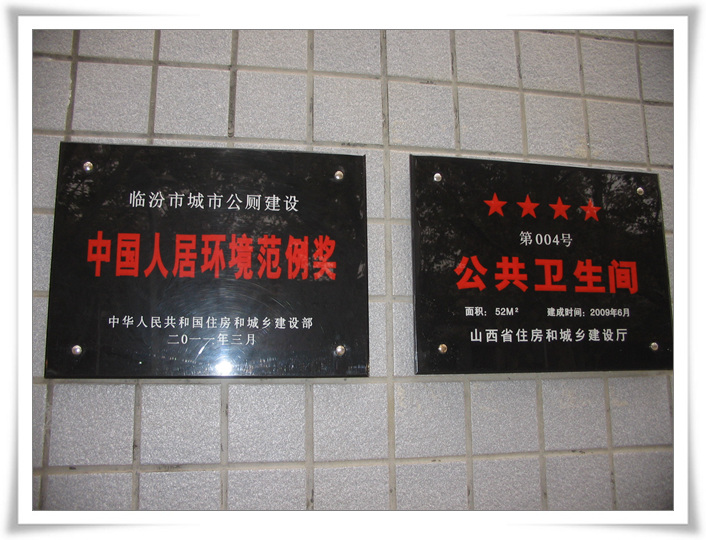 临汾市城市公厕建设
中国人居环境范例奖
中华人民共和国住房和城乡建设部
二0一一年三月
★★★★
第004号
公共卫生间
面积: 52M² 建成时间: 2009年6月
山西省住房和城乡建设厅